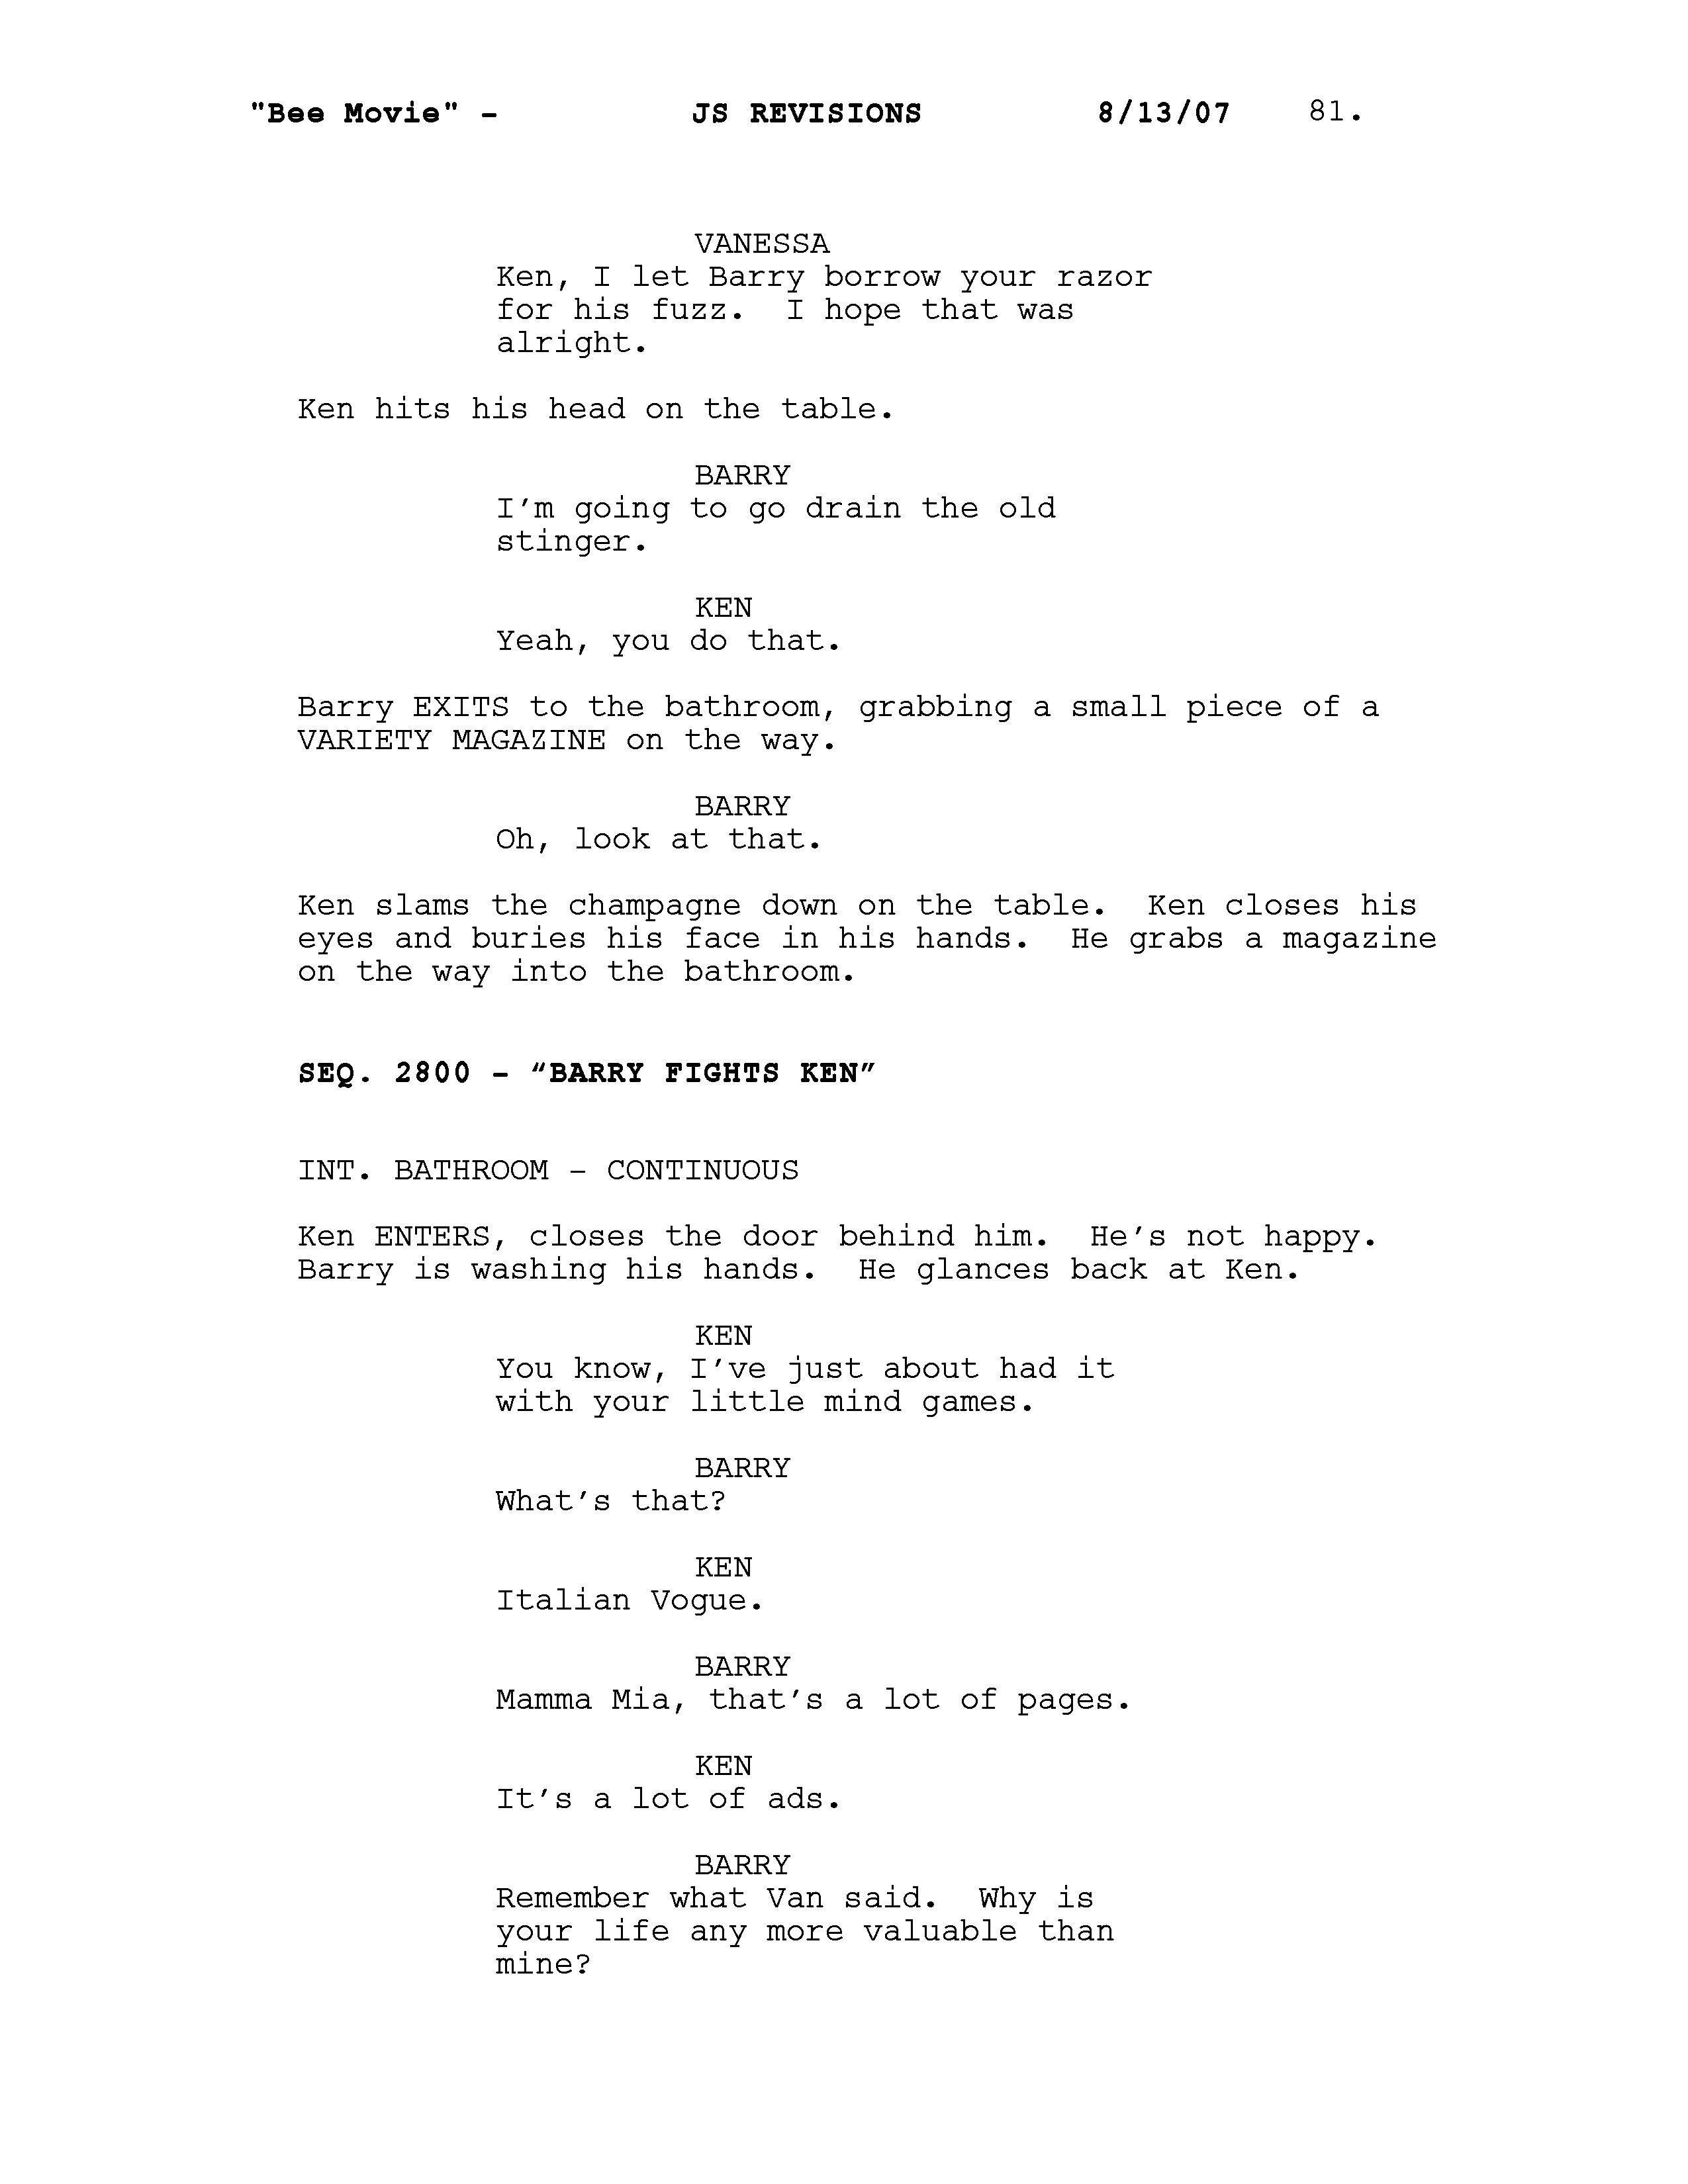 "Bee Movie" - JS REVISIONS 8/13/07 81.
VANESSA
Ken, I let Barry borrow your razor
for his fuzz.  I hope that was
alright.
Ken hits his head on the table.
BARRY
I’m going to go drain the old
stinger.
KEN
Yeah, you do that.
Barry EXITS to the bathroom, grabbing a small piece of a
VARIETY MAGAZINE on the way.
BARRY
Oh, look at that.
Ken slams the champagne down on the table.  Ken closes his
eyes and buries his face in his hands.  He grabs a magazine
on the way into the bathroom.
SEQ. 2800 - “BARRY FIGHTS KEN”
INT. BATHROOM - CONTINUOUS
Ken ENTERS, closes the door behind him.  He’s not happy.
Barry is washing his hands.  He glances back at Ken.
KEN
You know, I’ve just about had it
with your little mind games.
BARRY
What’s that?
KEN
Italian Vogue.
BARRY
Mamma Mia, that’s a lot of pages.
KEN
It’s a lot of ads.
BARRY
Remember what Van said.  Why is
your life any more valuable than
mine?